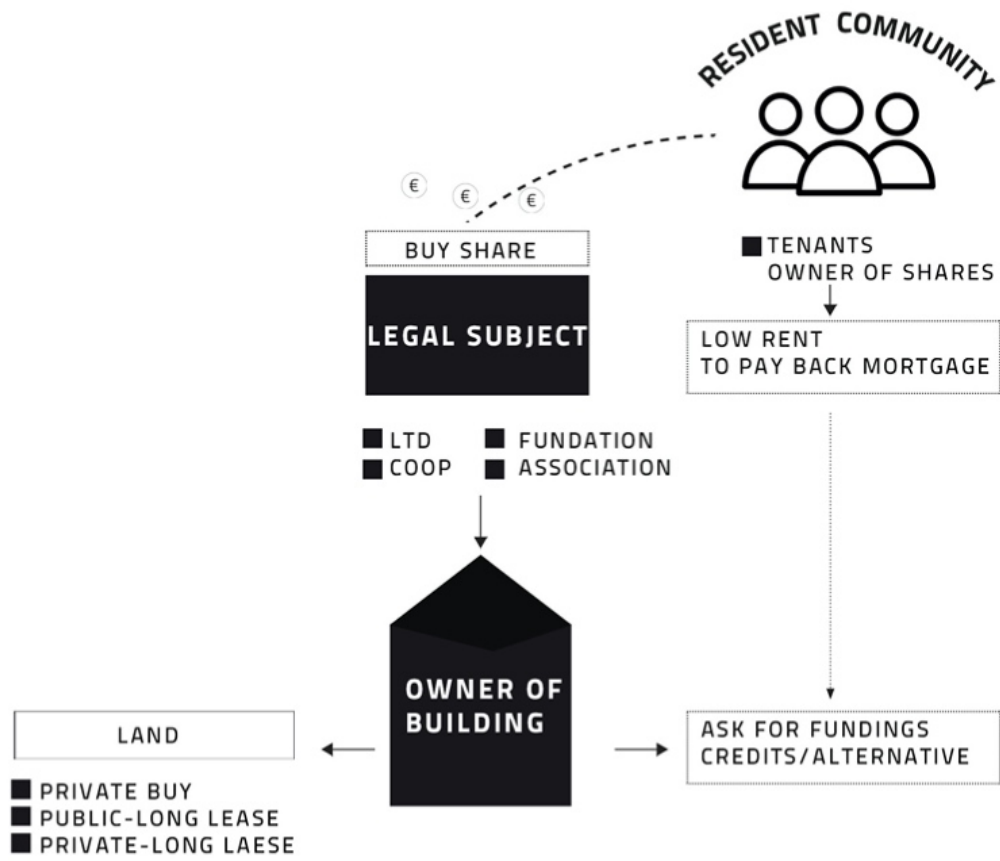 RESIDENT COMMUNITY
€ € €
BUY SHARE
LEGAL SUBJECT
TENANTS
OWNER OF SHARES
LOW RENT
TO PAY BACK MORTGAGE
LTD
COOP
FUNDATION
ASSOCIATION
OWNER OF
BUILDING
LAND
PRIVATE BUY
PUBLIC-LONG LEASE
PRIVATE-LONG LAESE
ASK FOR FUNDINGS
CREDITS/ALTERNATIVE